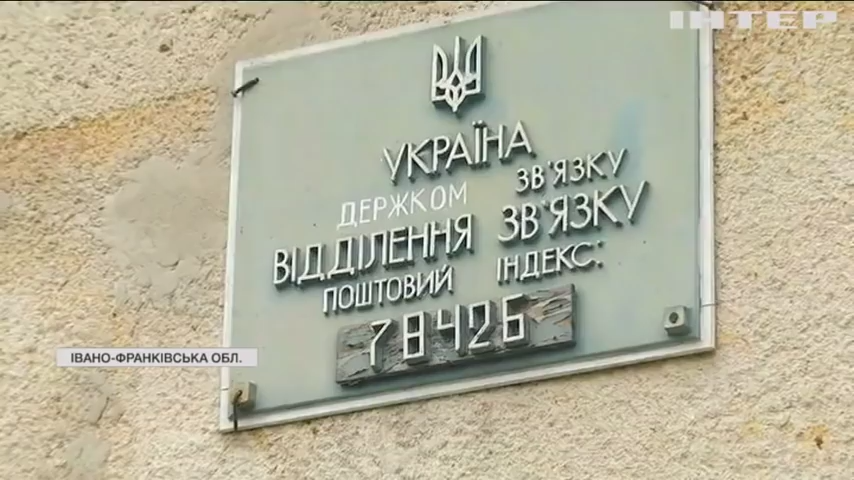 ІНТЕР
УКРАЇНА
ДЕРЖКОМ ЗВ'ЯЗКУ
ВІДДІЛЕННЯ ЗВ'ЯЗКУ
ПОШТОВИЙ ІНДЕКС:
78426
ІВАНО-ФРАНКІВСЬКА ОБЛ.